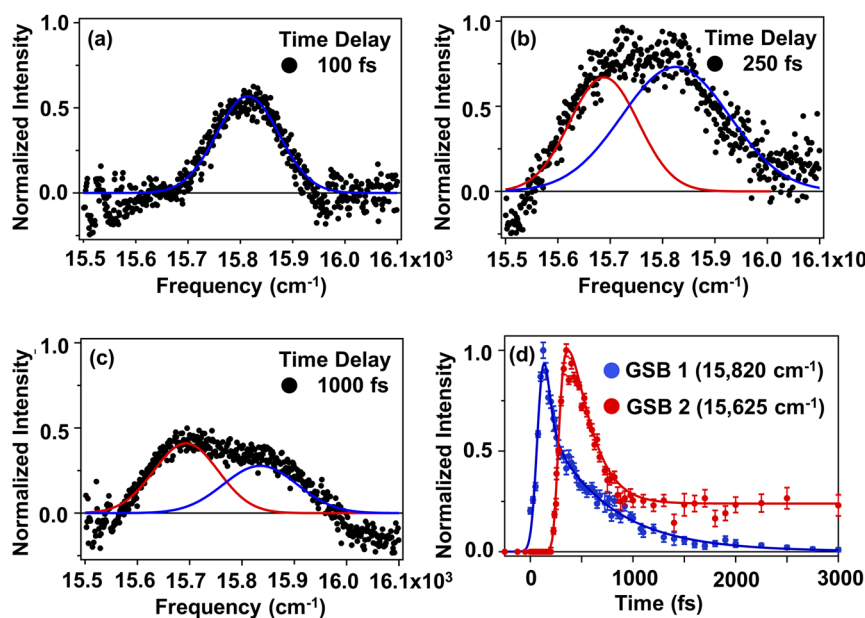 (a)
Time Delay
● 100 fs
Normalized Intensity
1.0
0.5
0.0
15.5 15.6 15.7 15.8 15.9 16.0 16.1x10³
Frequency (cm⁻¹)
(b)
Time Delay
● 250 fs
Normalized Intensity
1.0
0.5
0.0
15.5 15.6 15.7 15.8 15.9 16.0 16.1x10
Frequency (cm⁻¹)
(c)
Time Delay
● 1000 fs
Normalized Intensity
1.0
0.5
0.0
15.5 15.6 15.7 15.8 15.9 16.0 16.1x10³
Frequency (cm⁻¹)
(d)
● GSB 1 (15,820 cm⁻¹)
● GSB 2 (15,625 cm⁻¹)
Normalized Intensity
1.0
0.5
0.0
0 1000 2000 3000
Time (fs)